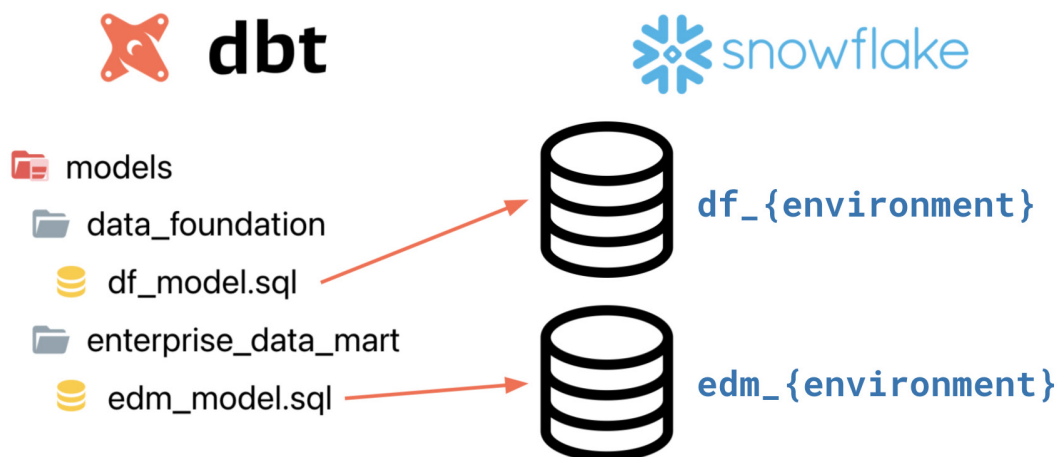 dbt
snowflake
models
data_foundation
df_model.sql
enterprise_data_mart
edm_model.sql
df_{environment}
edm_{environment}